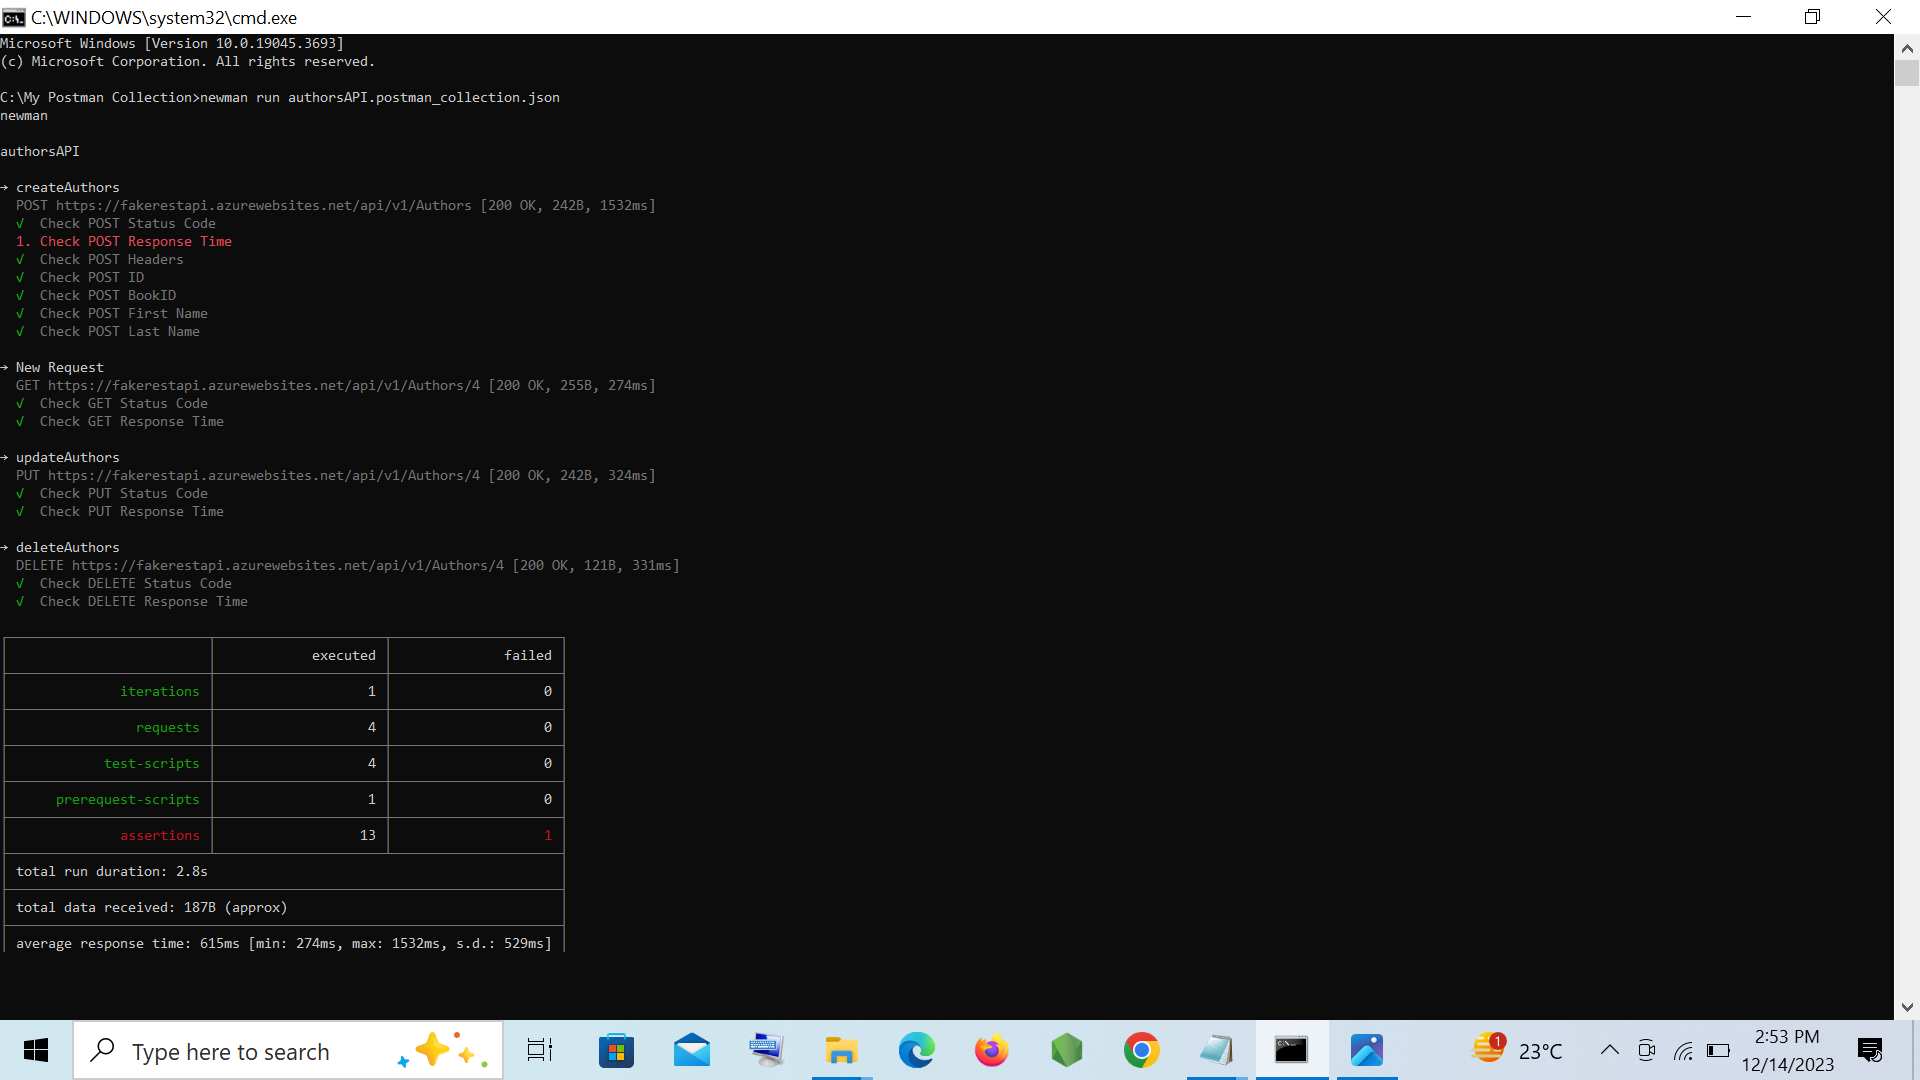 C:\WINDOWS\system32\cmd.exe
Microsoft Windows [Version 10.0.19045.3693]
(c) Microsoft Corporation. All rights reserved.
C:\My Postman Collection>newman run authorsAPI.postman_collection.json
newman
authorsAPI
→ createAuthors
POST https://fakerestapi.azurewebsites.net/api/v1/Authors [200 OK, 242B, 1532ms]
√ Check POST Status Code
1. Check POST Response Time
√ Check POST Headers
√ Check POST ID
√ Check POST BookID
√ Check POST First Name
√ Check POST Last Name
→ New Request
GET https://fakerestapi.azurewebsites.net/api/v1/Authors/4 [200 OK, 255B, 274ms]
√ Check GET Status Code
√ Check GET Response Time
→ updateAuthors
PUT https://fakerestapi.azurewebsites.net/api/v1/Authors/4 [200 OK, 242B, 324ms]
√ Check PUT Status Code
√ Check PUT Response Time
→ deleteAuthors
DELETE https://fakerestapi.azurewebsites.net/api/v1/Authors/4 [200 OK, 121B, 331ms]
√ Check DELETE Status Code
√ Check DELETE Response Time
executed failed
iterations 1 0
requests 4 0
test-scripts 4 0
prerequest-scripts 1 0
assertions 13 1
total run duration: 2.8s
total data received: 187B (approx)
average response time: 615ms [min: 274ms, max: 1532ms, s.d.: 529ms]
Type here to search
1
23°C
2:53 PM
12/14/2023